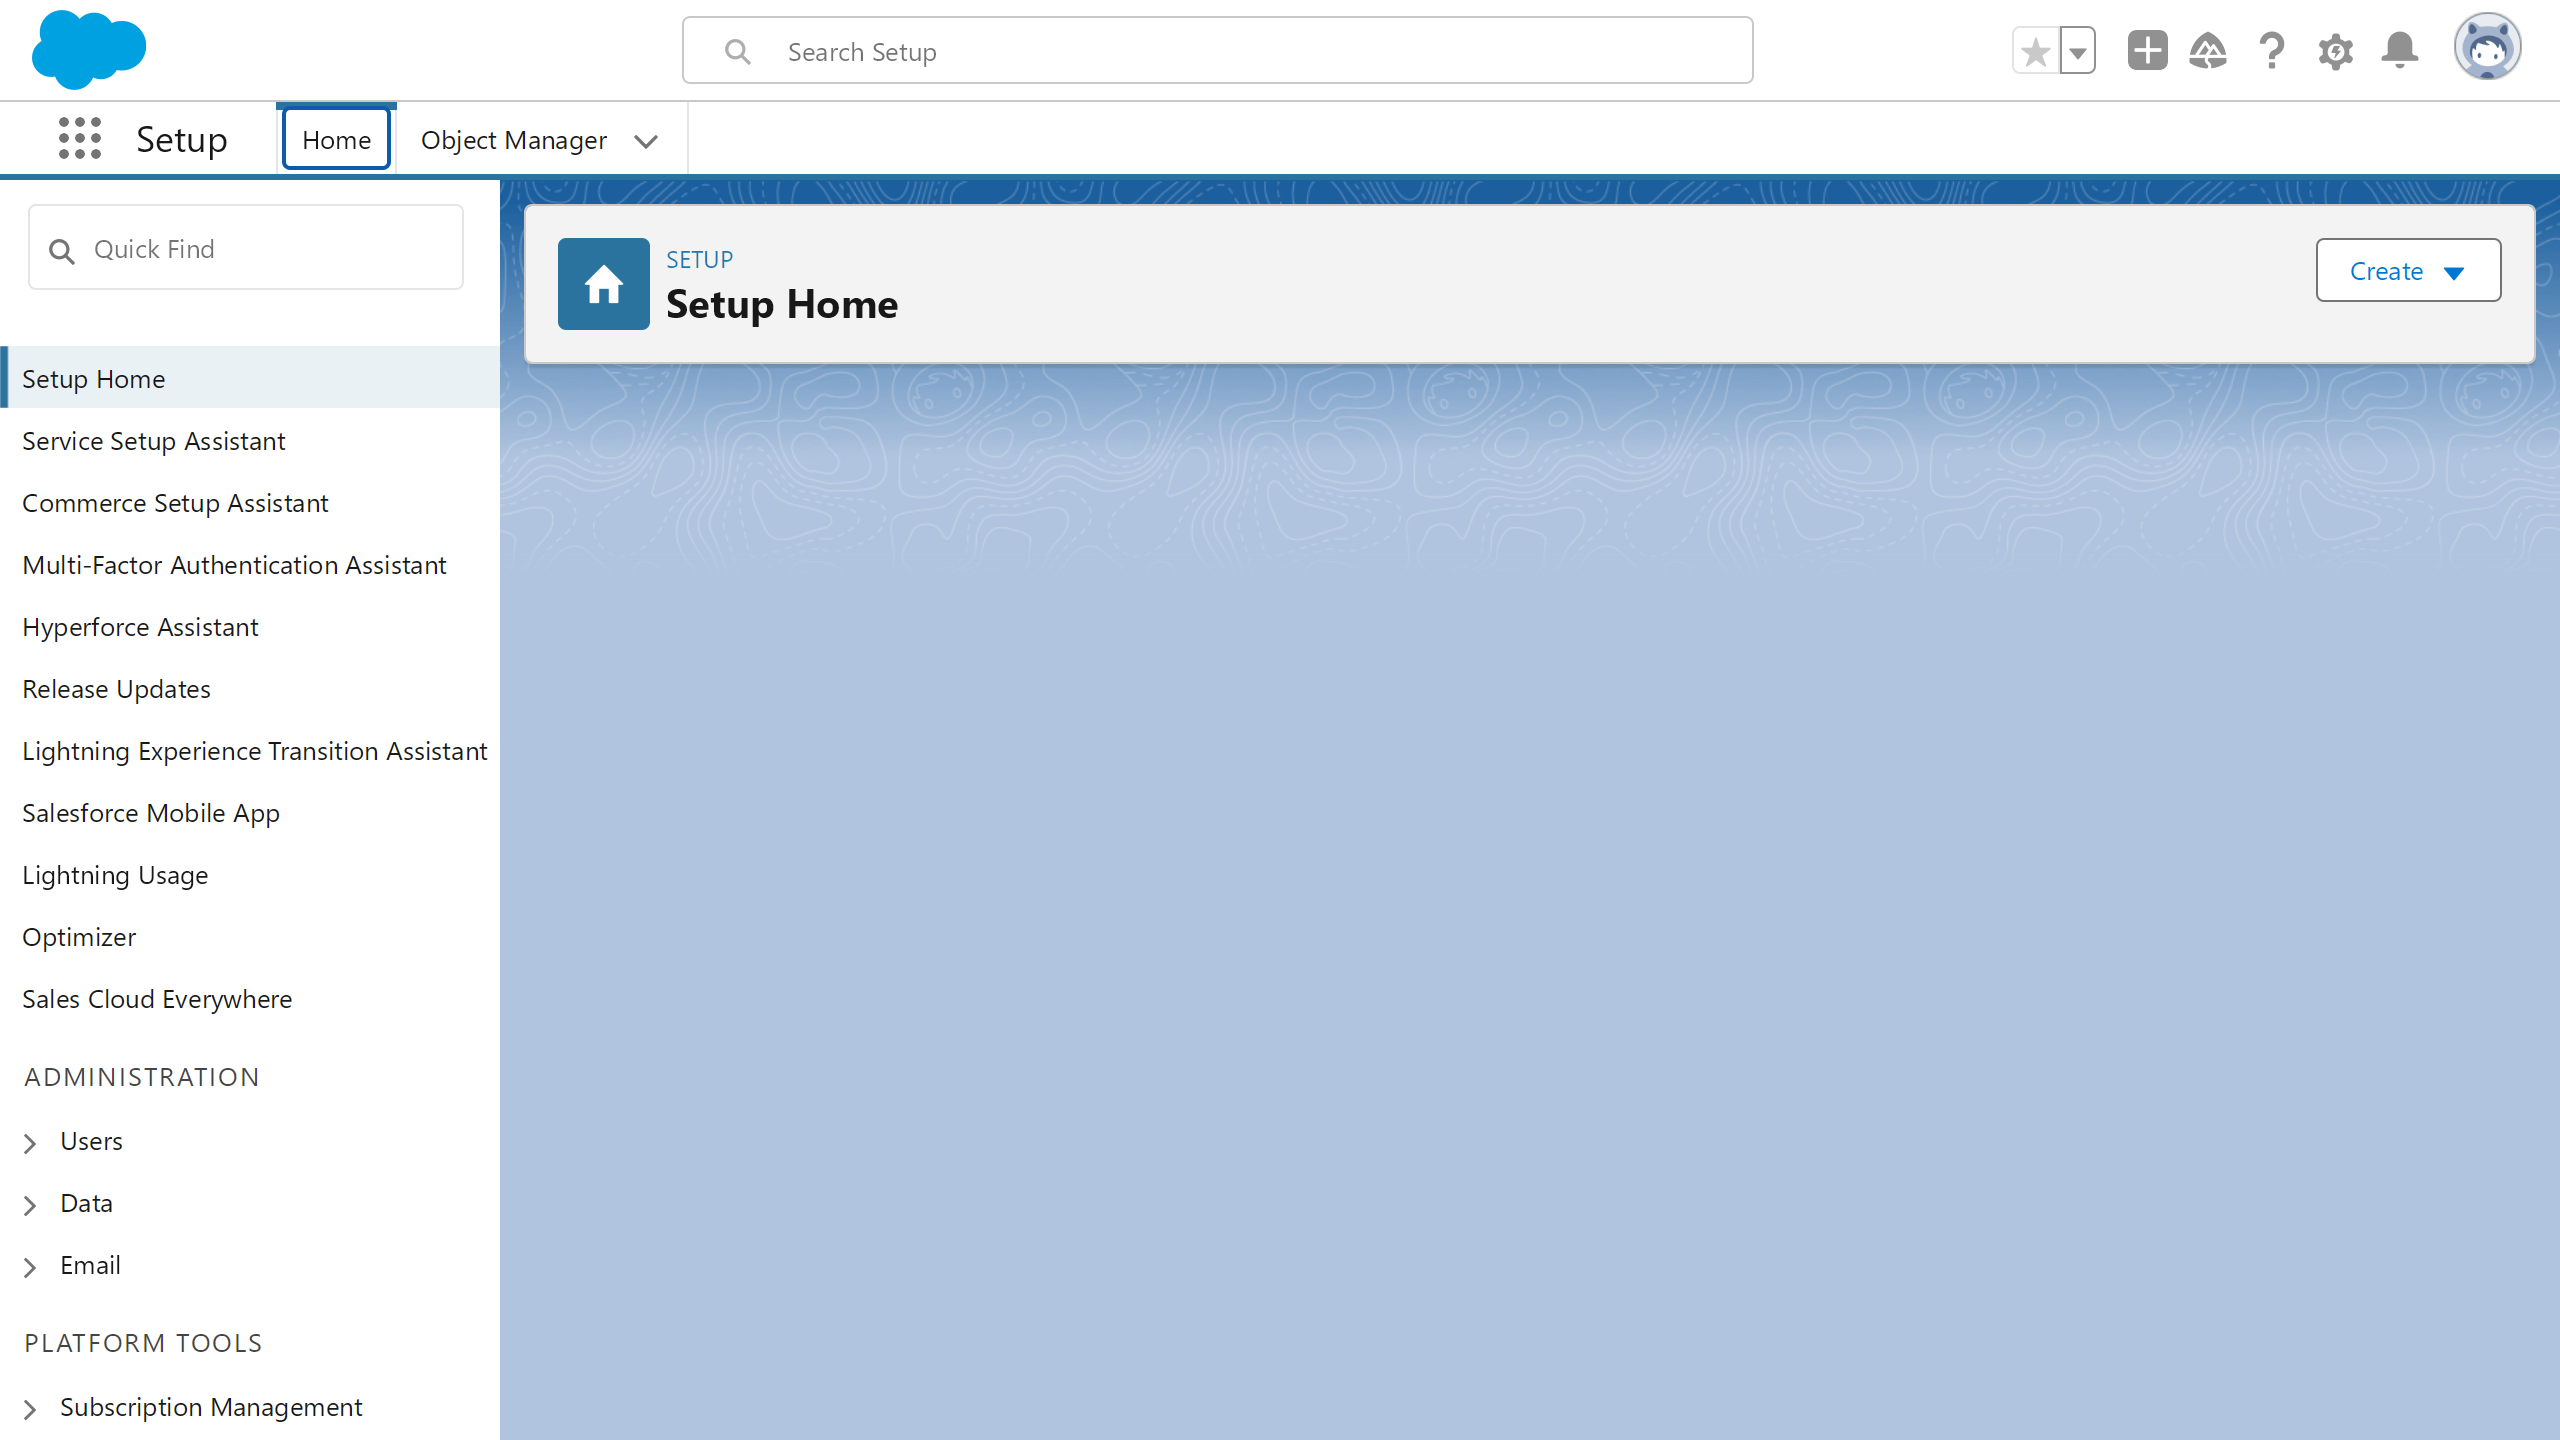 Search Setup
Setup
Home
Object Manager
Quick Find
Setup Home
Service Setup Assistant
Commerce Setup Assistant
Multi-Factor Authentication Assistant
Hyperforce Assistant
Release Updates
Lightning Experience Transition Assistant
Salesforce Mobile App
Lightning Usage
Optimizer
Sales Cloud Everywhere
ADMINISTRATION
Users
Data
Email
PLATFORM TOOLS
Subscription Management
SETUP
Setup Home
Create